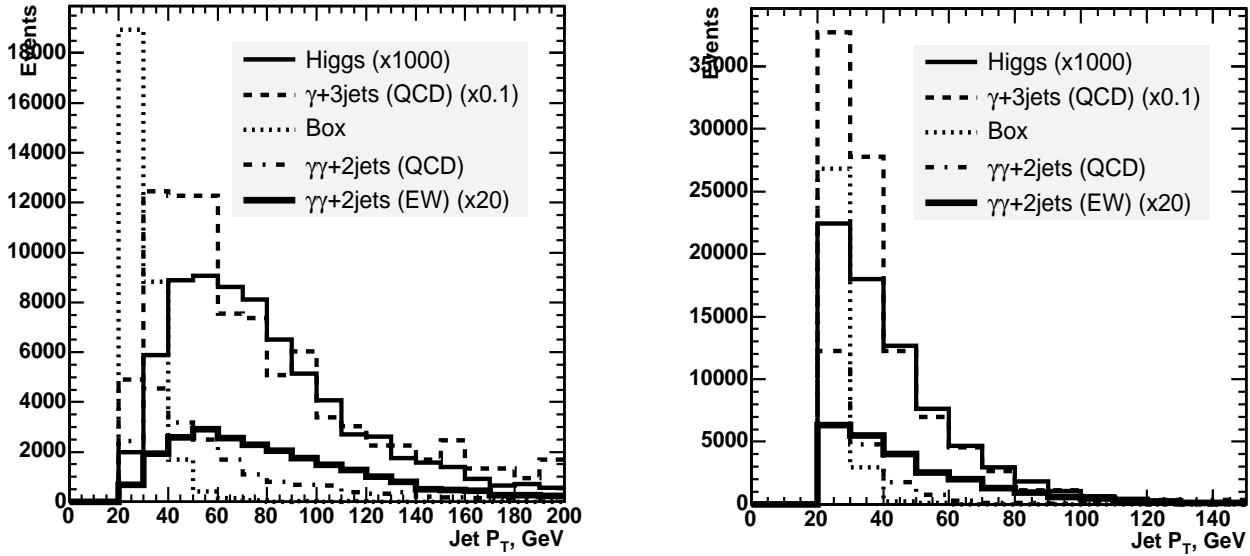 Events
18000
16000
14000
12000
10000
8000
6000
4000
2000
0
0 20 40 60 80 100 120 140 160 180 200
Jet P_T, GeV
Higgs (x1000)
γ+3jets (QCD) (x0.1)
Box
γγ+2jets (QCD)
γγ+2jets (EW) (x20)
Events
35000
30000
25000
20000
15000
10000
5000
0
0 20 40 60 80 100 120 140
Jet P_T, GeV
Higgs (x1000)
γ+3jets (QCD) (x0.1)
Box
γγ+2jets (QCD)
γγ+2jets (EW) (x20)